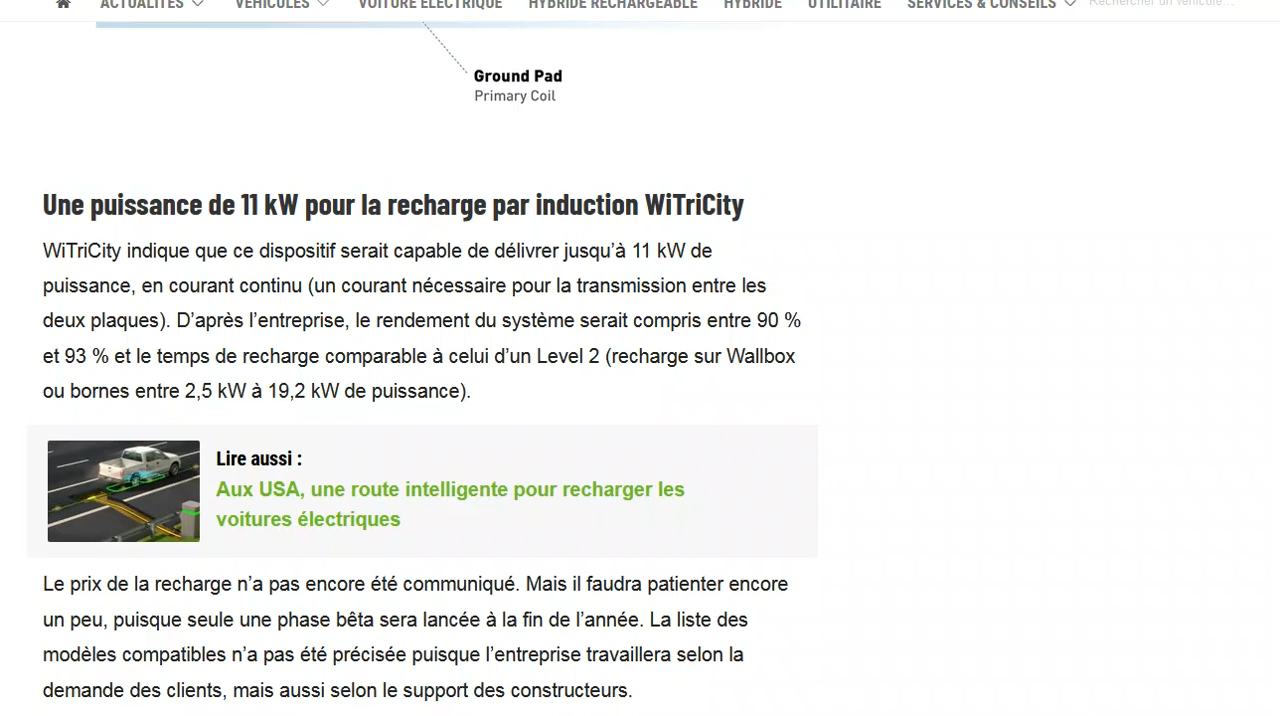 ACTUALITÉS VÉHICULES VOITURE ÉLECTRIQUE HYBRIDE RECHARGEABLE HYBRIDE UTILITAIRE SERVICES & CONSEILS Rechercher un véhicule...
Ground Pad
Primary Coil
Une puissance de 11 kW pour la recharge par induction WiTriCity
WiTriCity indique que ce dispositif serait capable de délivrer jusqu’à 11 kW de
puissance, en courant continu (un courant nécessaire pour la transmission entre les
deux plaques). D’après l’entreprise, le rendement du système serait compris entre 90 %
et 93 % et le temps de recharge comparable à celui d’un Level 2 (recharge sur Wallbox
ou bornes entre 2,5 kW à 19,2 kW de puissance).
Lire aussi :
Aux USA, une route intelligente pour recharger les
voitures électriques
Le prix de la recharge n’a pas encore été communiqué. Mais il faudra patienter encore
un peu, puisque seule une phase bêta sera lancée à la fin de l’année. La liste des
modèles compatibles n’a pas été précisée puisque l’entreprise travaillera selon la
demande des clients, mais aussi selon le support des constructeurs.